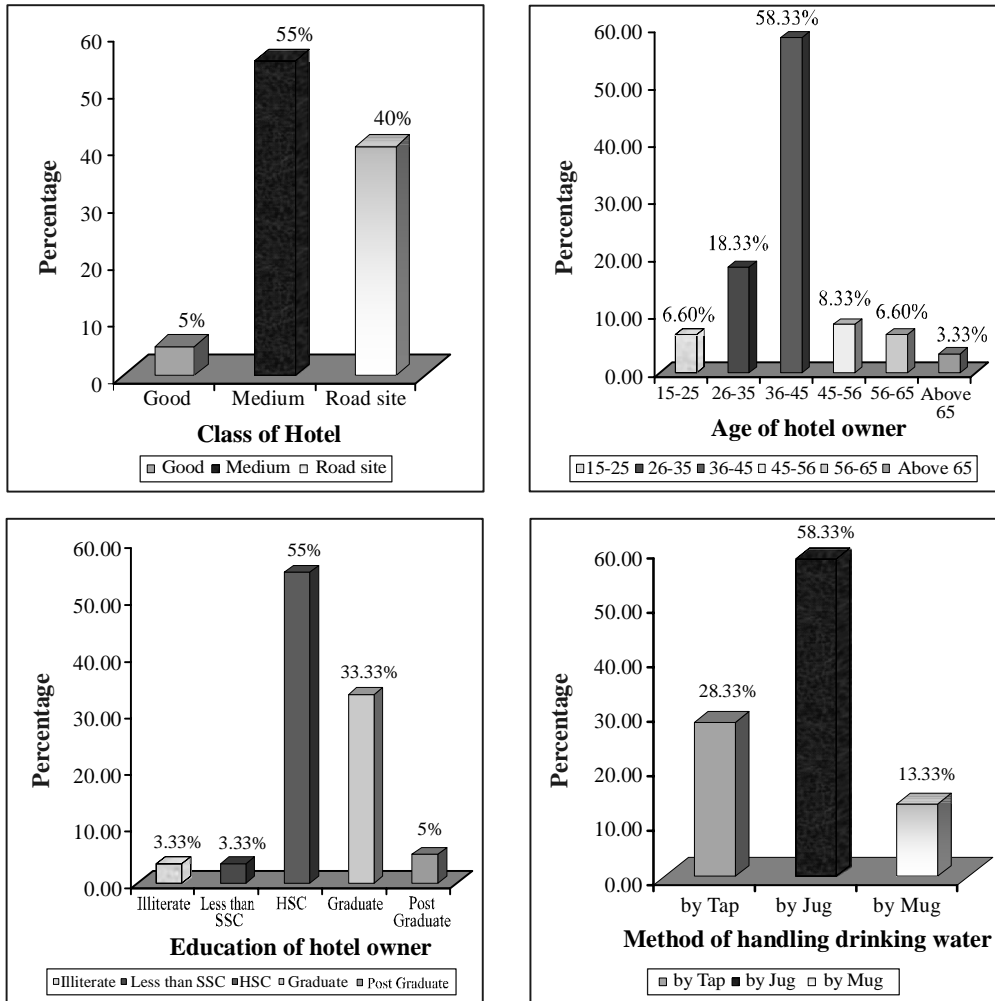 55%
60
50
40%
40
30
20
10
5%
0
Percentage
Good Medium Road site
Class of Hotel
Good Medium Road site
58.33%
60.00
50.00
40.00
30.00
20.00
18.33%
10.00
6.60%
8.33%
6.60%
3.33%
0.00
Percentage
15-25 26-35 36-45 45-56 56-65 Above
65
Age of hotel owner
15-25 26-35 36-45 45-56 56-65 Above 65
60.00
55%
50.00
40.00
33.33%
30.00
20.00
10.00
3.33% 3.33%
5%
0.00
Percentage
Illiterate Less than HSC Graduate Post
SSC Graduate
Education of hotel owner
Illiterate Less than SSC HSC Graduate Post Graduate
58.33%
60.00
50.00
40.00
28.33%
30.00
20.00
13.33%
10.00
0.00
Percentage
by Tap by Jug by Mug
Method of handling drinking water
by Tap by Jug by Mug